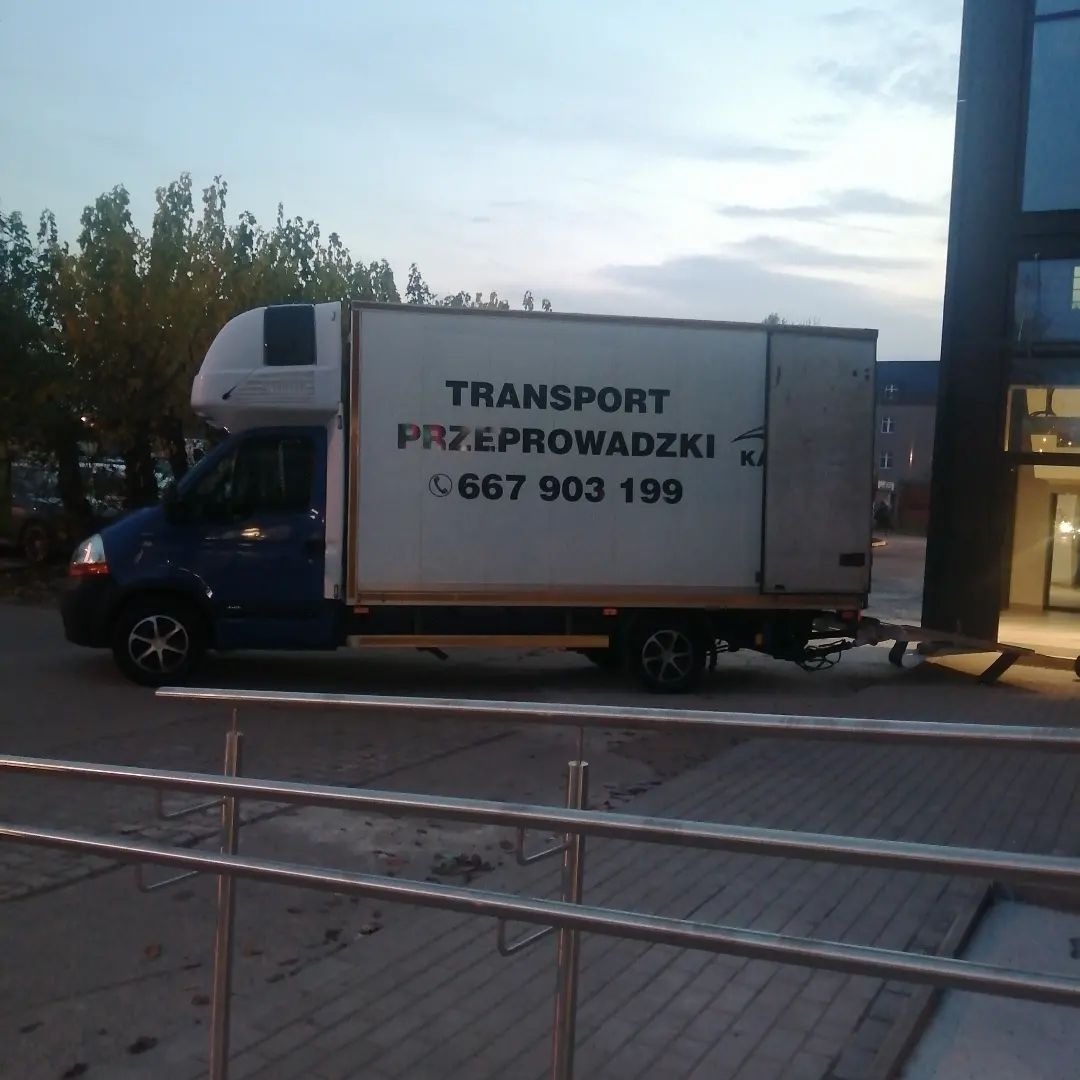 TRANSPORT
PRZEPROWADZKI
667 903 199